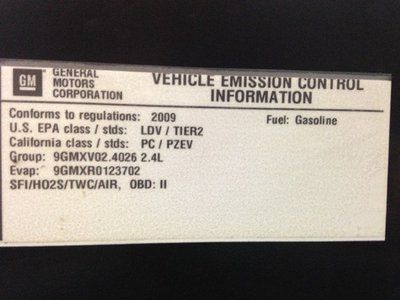 GM
GENERAL
MOTORS
CORPORATION
VEHICLE EMISSION CONTROL
INFORMATION
Conforms to regulations: 2009 Fuel: Gasoline
U.S. EPA class / stds: LDV / TIER2
California class / stds: PC / PZEV
Group: 9GMXV02.4026 2.4L
Evap: 9GMXR0123702
SFI/HO2S/TWC/AIR, OBD: II